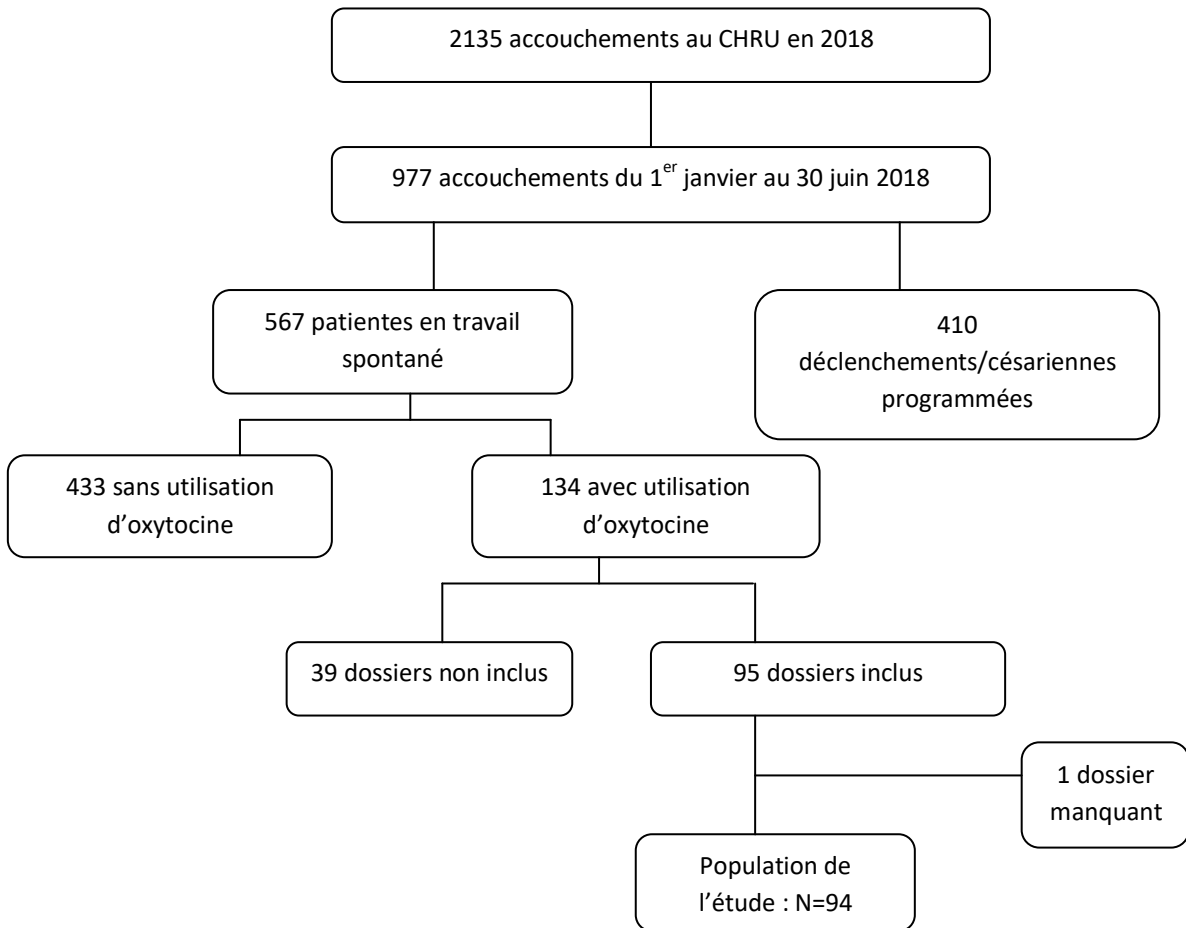 2135 accouchements au CHRU en 2018
977 accouchements du 1er janvier au 30 juin 2018
567 patientes en travail
spontané
410
déclenchements/césariennes
programmées
433 sans utilisation
d’oxytocine
134 avec utilisation
d’oxytocine
39 dossiers non inclus
95 dossiers inclus
1 dossier
manquant
Population de
l’étude : N=94